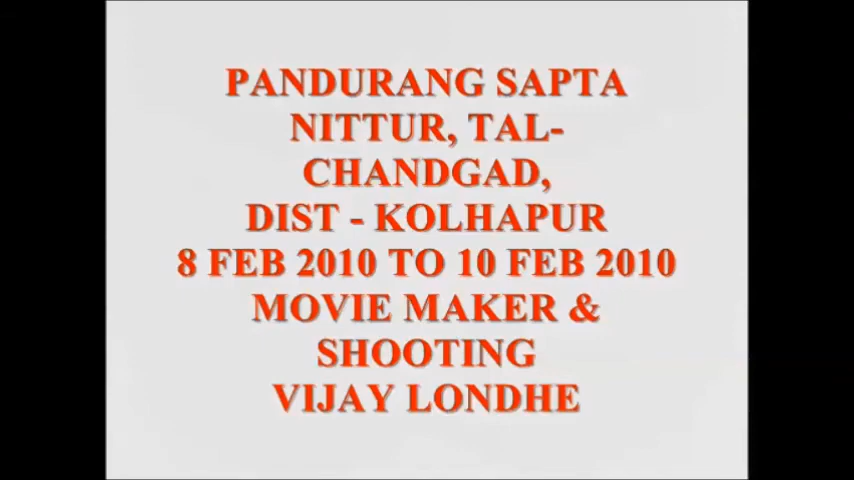 PANDURANG SAPTA
NITTUR, TAL-
CHANDGAD,
DIST - KOLHAPUR
8 FEB 2010 TO 10 FEB 2010
MOVIE MAKER &
SHOOTING
VIJAY LONDHE